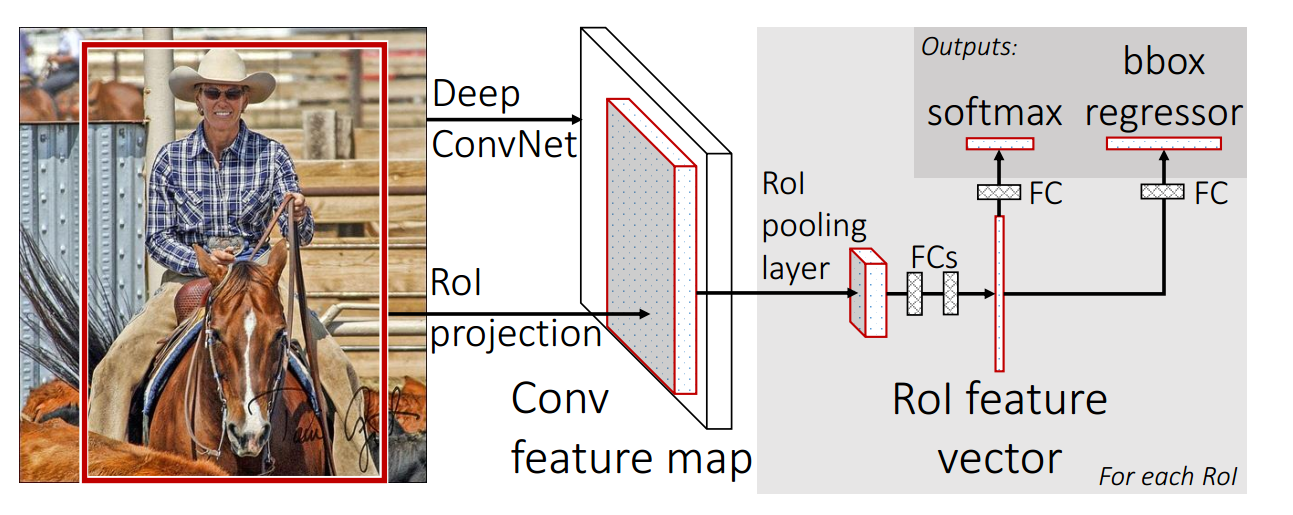 Deep
ConvNet
RoI
projection
Conv
feature map
RoI
pooling
layer
FCs
Outputs:
softmax
bbox
regressor
FC
FC
RoI feature
vector
For each RoI